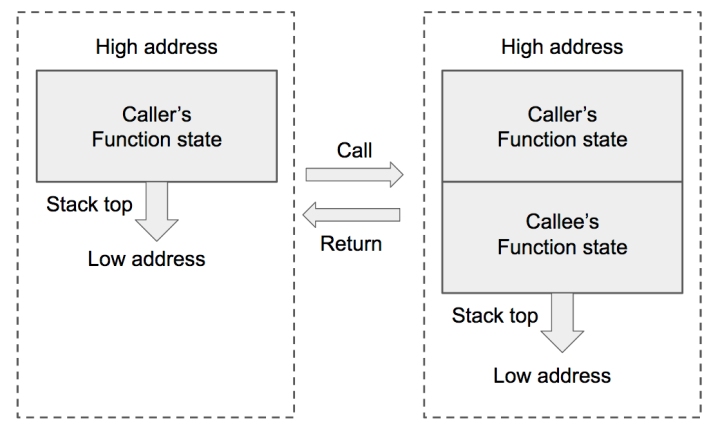 High address
Caller's
Function state
Stack top
Low address
Call
Return
High address
Caller's
Function state
Callee's
Function state
Stack top
Low address